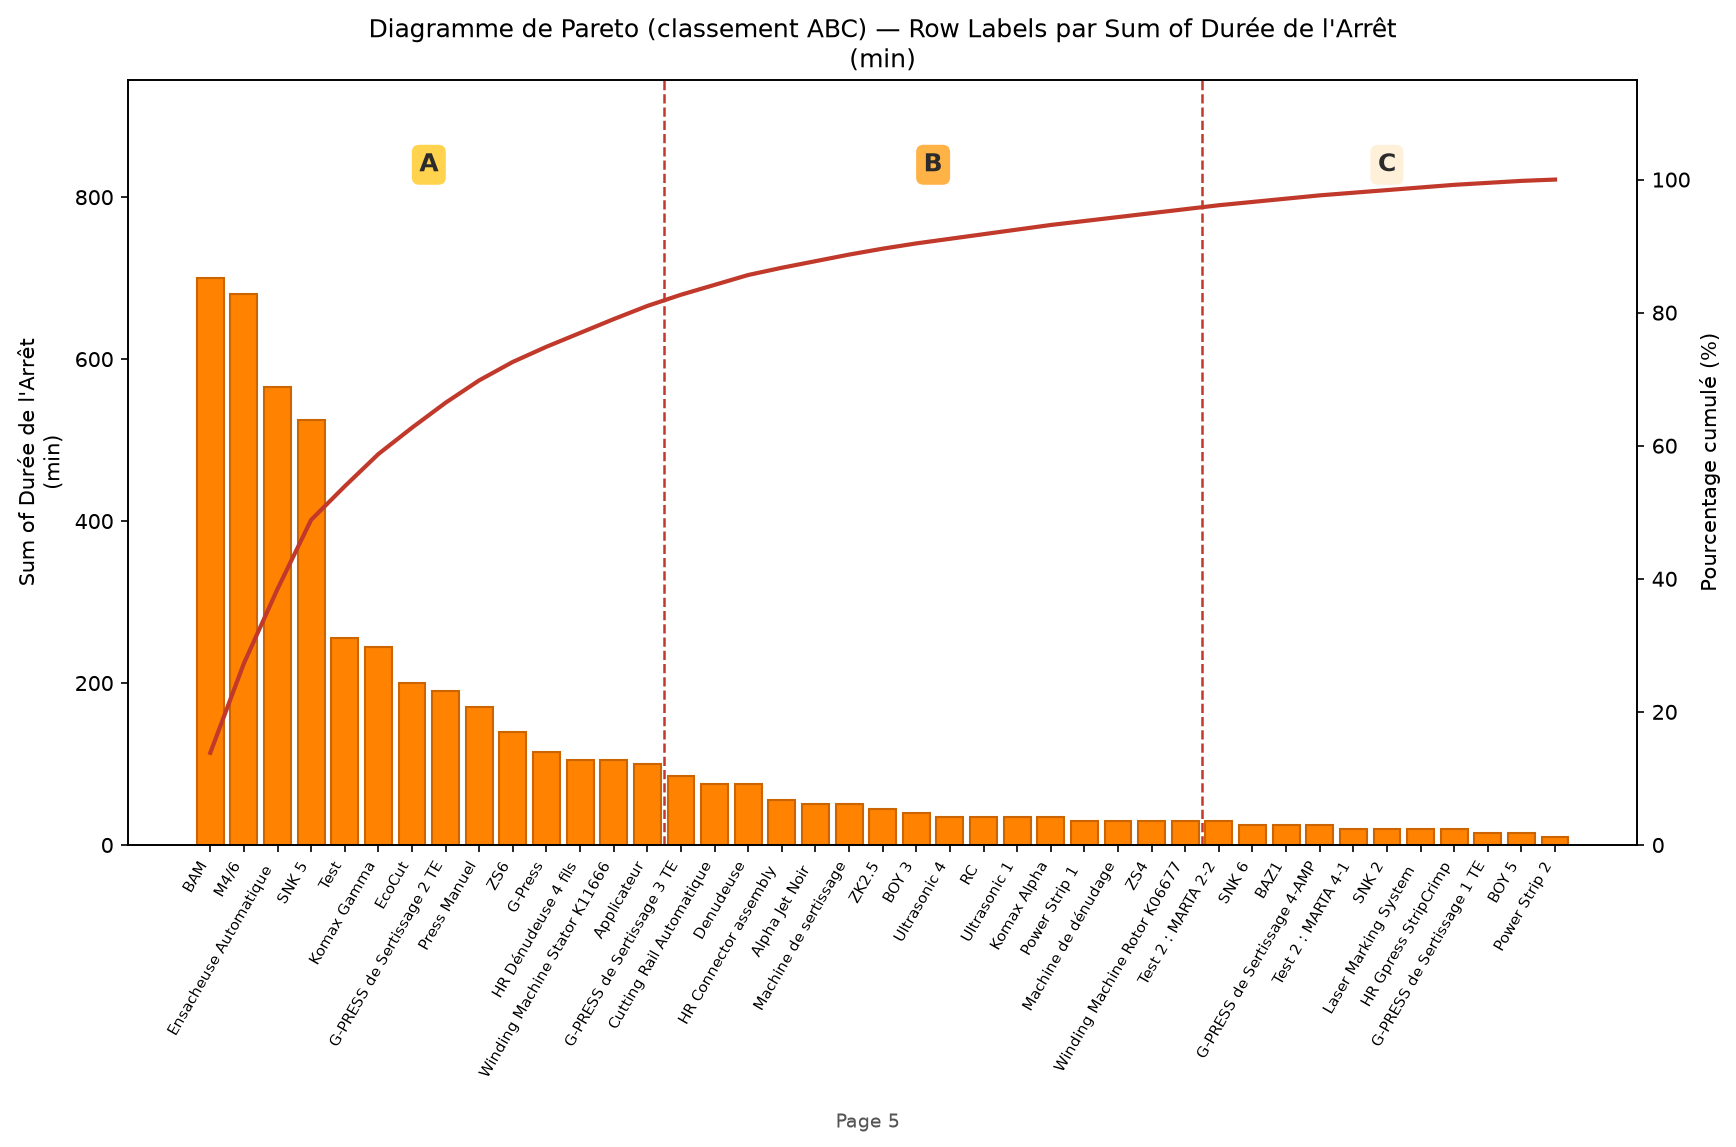 Diagramme de Pareto (classement ABC) — Row Labels par Sum of Durée de l'Arrêt
(min)
A
B
C
Sum of Durée de l'Arrêt
(min)
800
600
400
200
0
100
80
60
40
20
0
Pourcentage cumulé (%)
BAM
M4/6
Ensacheuse Automatique
SNK 5
Test
Komax Gamma
EcoCut
G-PRESS de Sertissage 2 TE
Press Manuel
ZS6
G-Press
HR Dénudeuse 4 fils
Winding Machine Stator K11666
Applicateur
G-PRESS de Sertissage 3 TE
Cutting Rail Automatique
Denudeuse
HR Connector assembly
Alpha Jet Noir
Machine de sertissage
ZK2.5
BOY 3
Ultrasonic 4
RC
Ultrasonic 1
Komax Alpha
Power Strip 1
Machine de dénudage
ZS4
Winding Machine Rotor K06677
Test 2 : MARTA 2-2
SNK 6
BAZ1
G-PRESS de Sertissage 4-AMP
Test 2 : MARTA 4-1
SNK 2
Laser Marking System
HR Gpress StripCrimp
G-PRESS de Sertissage 1 TE
BOY 5
Power Strip 2
Page 5